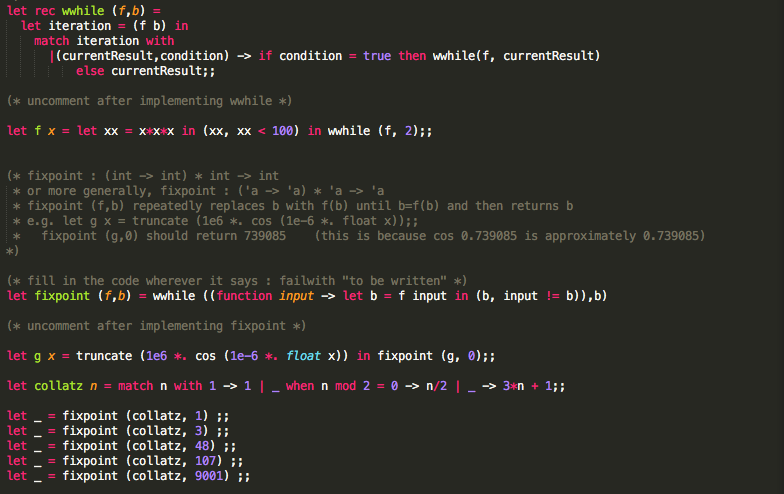 let rec wwhile (f,b) =
  let iteration = (f b) in
    match iteration with
      |(currentResult,condition) -> if condition = true then wwhile(f, currentResult)
          else currentResult;;
(* uncomment after implementing wwhile *)
let f x = let xx = x*x*x in (xx, xx < 100) in wwhile (f, 2);;
(* fixpoint : (int -> int) * int -> int
 * or more generally, fixpoint : ('a -> 'a) * 'a -> 'a
 * fixpoint (f,b) repeatedly replaces b with f(b) until b=f(b) and then returns b
 * e.g. let g x = truncate (1e6 *. cos (1e-6 *. float x));;
 *   fixpoint (g,0) should return 739085    (this is because cos 0.739085 is approximately 0.739085)
*)
(* fill in the code wherever it says : failwith "to be written" *)
let fixpoint (f,b) = wwhile ((function input -> let b = f input in (b, input != b)),b)
(* uncomment after implementing fixpoint *)
let g x = truncate (1e6 *. cos (1e-6 *. float x)) in fixpoint (g, 0);;
let collatz n = match n with 1 -> 1 | _ when n mod 2 = 0 -> n/2 | _ -> 3*n + 1;;
let _ = fixpoint (collatz, 1) ;;
let _ = fixpoint (collatz, 3) ;;
let _ = fixpoint (collatz, 48) ;;
let _ = fixpoint (collatz, 107) ;;
let _ = fixpoint (collatz, 9001) ;;